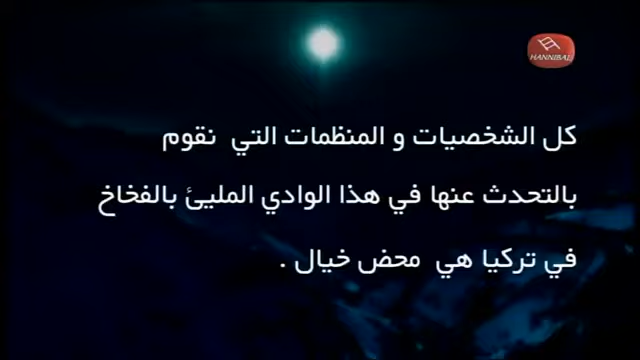 HANNIBAL
كل الشخصيات و المنظمات التي نقوم
بالتحدث عنها في هذا الوادي المليئ بالفخاخ
في تركيا هي محض خيال .